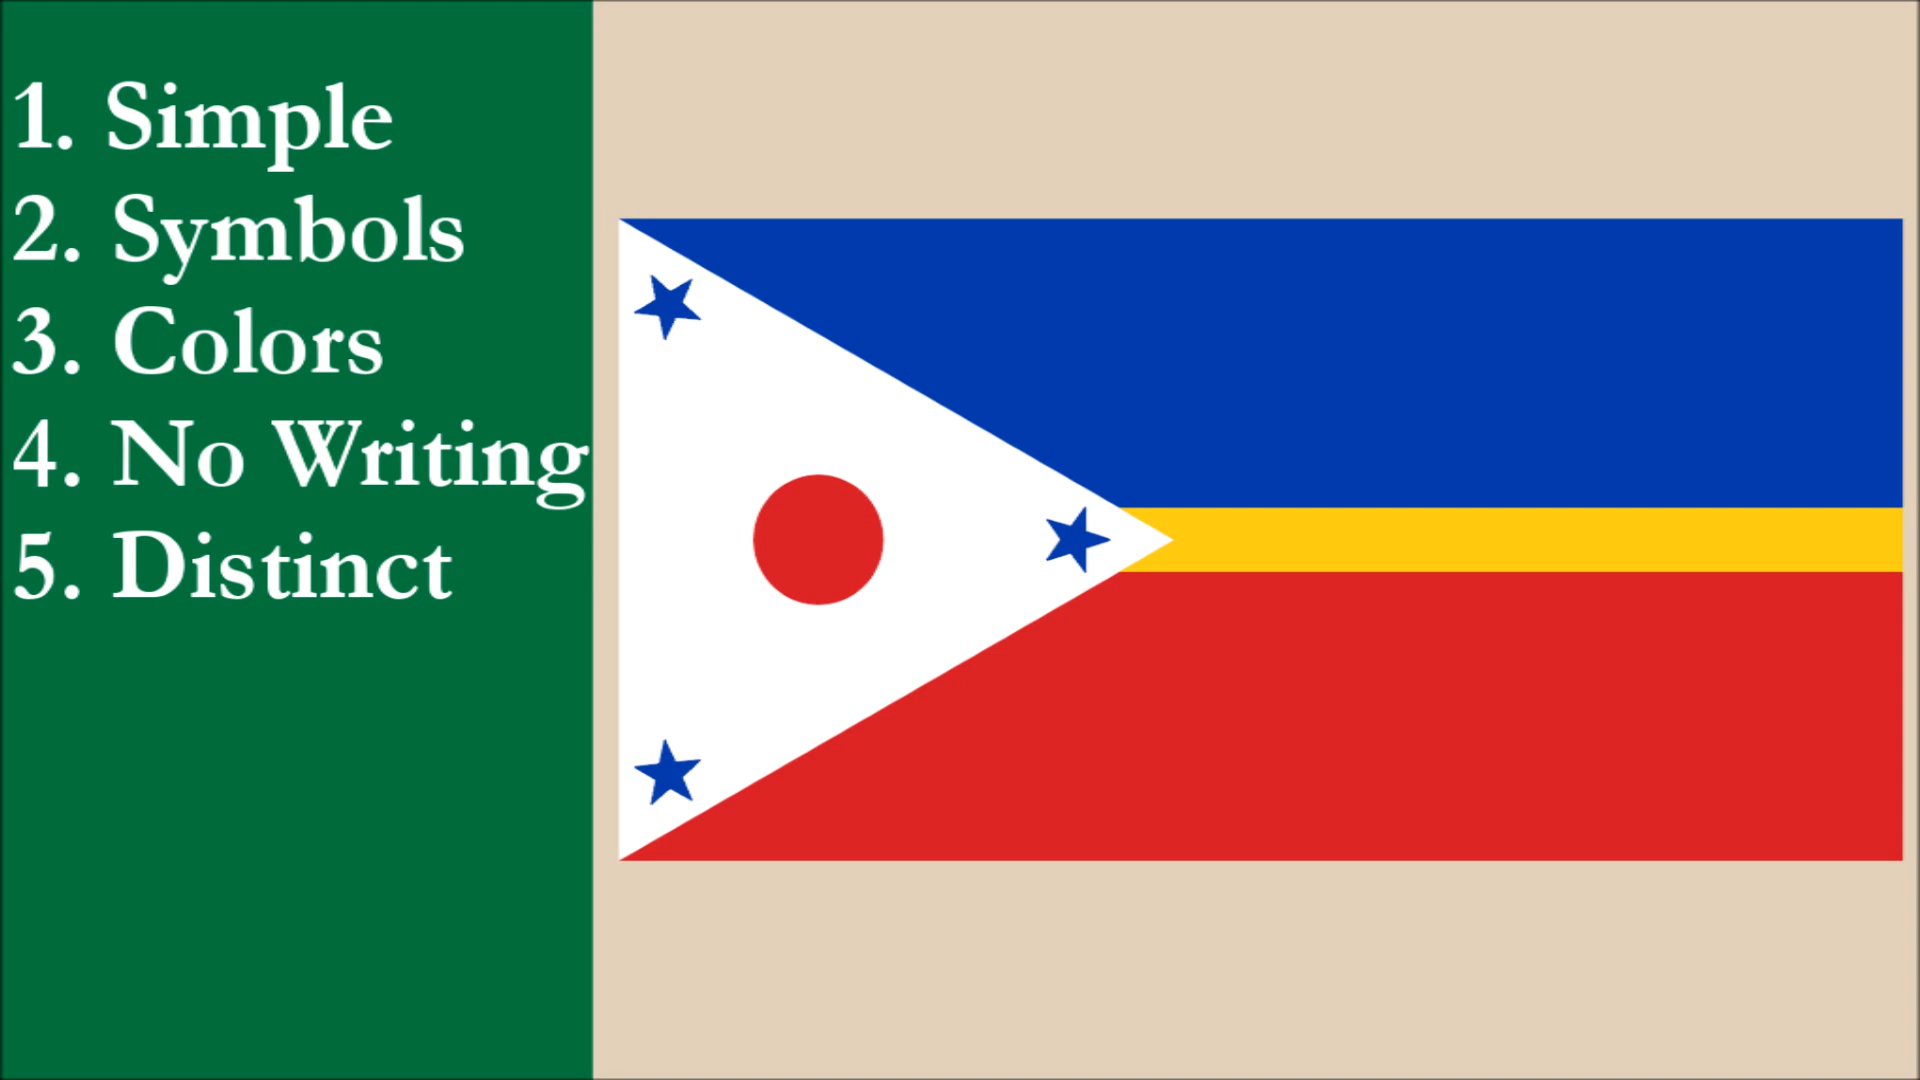 1. Simple
2. Symbols
3. Colors
4. No Writing
5. Distinct